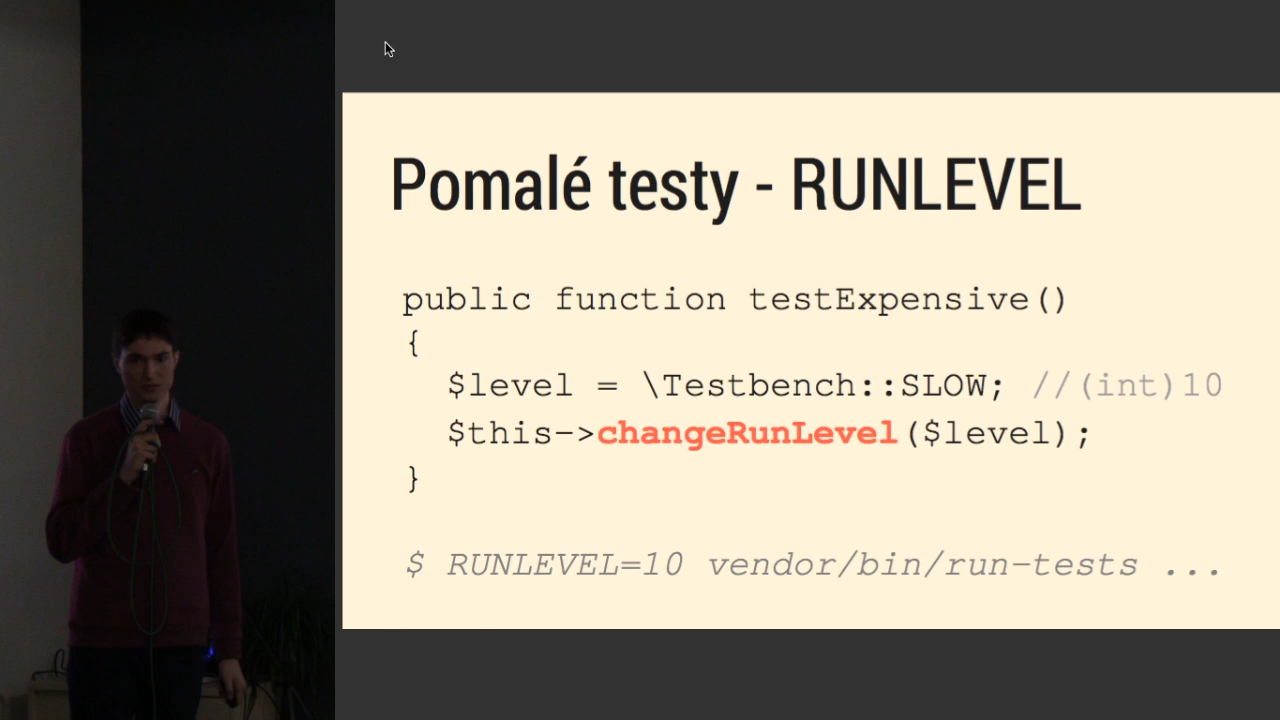 Pomalé testy - RUNLEVEL
public function testExpensive()
{
$level = \Testbench::SLOW; //(int)10
$this->changeRunLevel($level);
}
$ RUNLEVEL=10 vendor/bin/run-tests ...